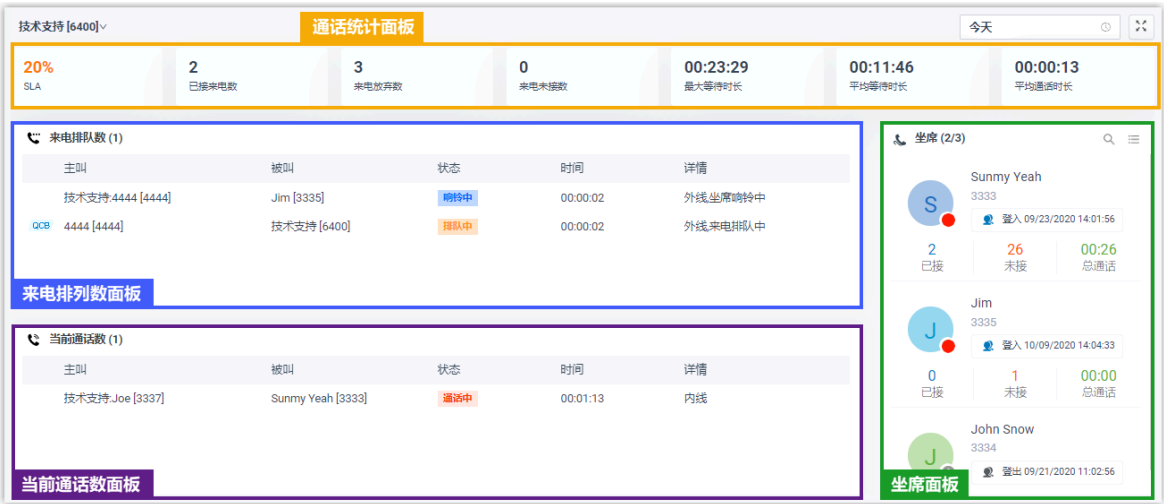 技术支持 [6400]
通话统计面板
今天
20%
SLA
2
已接来电数
3
来电放弃数
0
来电未接数
00:23:29
最大等待时长
00:11:46
平均等待时长
00:00:13
平均通话时长
来电排队数 (1)
主叫 被叫 状态 时间 详情
技术支持:4444 [4444] Jim [3335] 响铃中 00:00:02 外线,坐席响铃中
QCB 4444 [4444] 技术支持 [6400] 排队中 00:00:02 外线,来电排队中
来电排列数面板
当前通话数 (1)
主叫 被叫 状态 时间 详情
技术支持:Joe [3337] Sunmy Yeah [3333] 通话中 00:01:13 内线
当前通话数面板
坐席 (2/3)
S
Sunmy Yeah
3333
登入 09/23/2020 14:01:56
2 26 00:26
已接 未接 总通话
J
Jim
3335
登入 10/09/2020 14:04:33
0 1 00:00
已接 未接 总通话
J
John Snow
3334
登出 09/21/2020 11:02:56
坐席面板